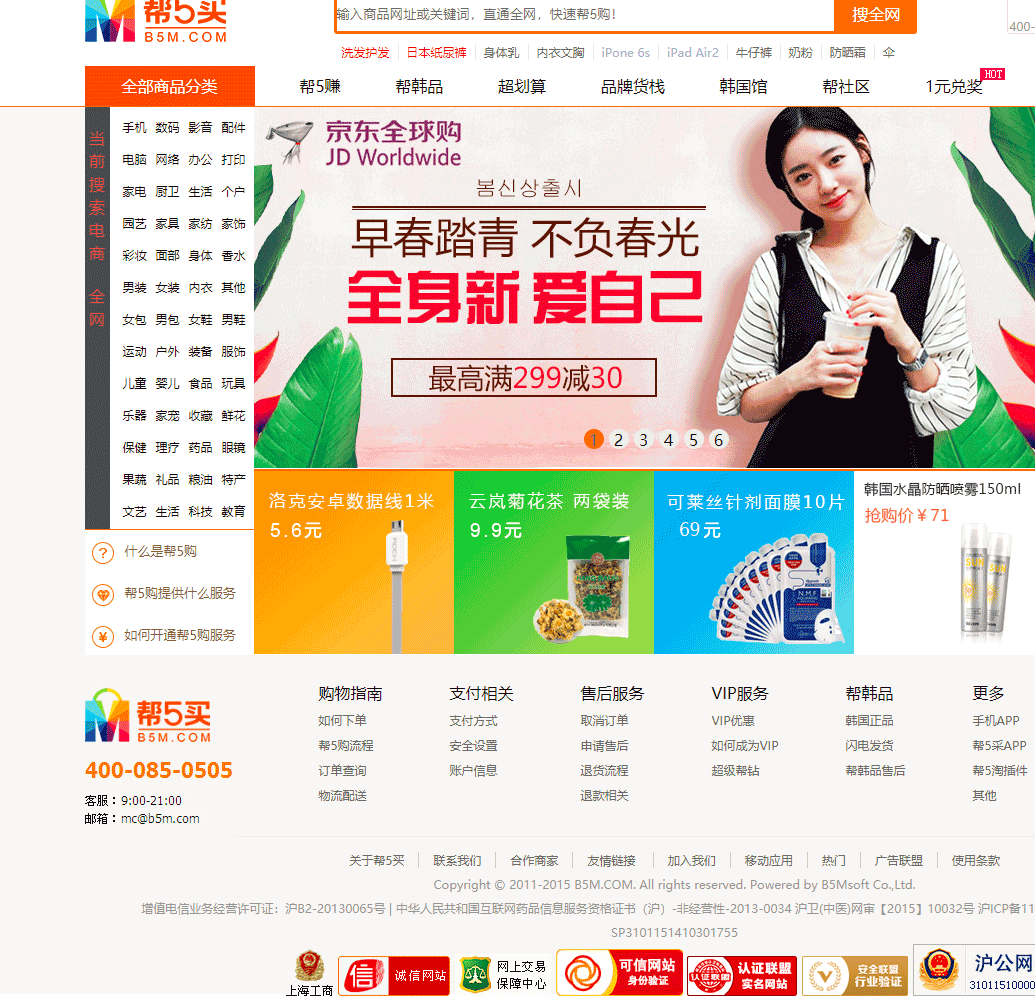 帮5买
B5M.COM
输入商品网址或关键词，直通全网，快速帮5购！
搜全网
400-
洗发护发 日本纸尿裤 身体乳 内衣文胸 iPone 6s iPad Air2 牛仔裤 奶粉 防晒霜 伞
全部商品分类 帮5赚 帮韩品 超划算 品牌货栈 韩国馆 帮社区 1元兑奖 HOT
当前搜索电商 全网
手机 数码 影音 配件
电脑 网络 办公 打印
家电 厨卫 生活 个户
园艺 家具 家纺 家饰
彩妆 面部 身体 香水
男装 女装 内衣 其他
女包 男包 女鞋 男鞋
运动 户外 装备 服饰
儿童 婴儿 食品 玩具
乐器 家宠 收藏 鲜花
保健 理疗 药品 眼镜
果蔬 礼品 粮油 特产
文艺 生活 科技 教育
京东全球购
JD Worldwide
봄신상출시
早春踏青 不负春光
全身新 爱自己
最高满299减30
1 2 3 4 5 6
什么是帮5购
帮5购提供什么服务
如何开通帮5购服务
洛克安卓数据线1米
5.6元
云岚菊花茶 两袋装
9.9元
可莱丝针剂面膜10片
69元
N.M.F
韩国水晶防晒喷雾150ml
抢购价￥71
帮5买
B5M.COM
400-085-0505
客服：9:00-21:00
邮箱：mc@b5m.com
购物指南
如何下单
帮5购流程
订单查询
物流配送
支付相关
支付方式
安全设置
账户信息
售后服务
取消订单
申请售后
退货流程
退款相关
VIP服务
VIP优惠
如何成为VIP
超级帮钻
帮韩品
韩国正品
闪电发货
帮韩品售后
更多
手机APP
帮5采APP
帮5淘插件
其他
关于帮5买 联系我们 合作商家 友情链接 加入我们 移动应用 热门 广告联盟 使用条款
Copyright © 2011-2015 B5M.COM. All rights reserved. Powered by B5Msoft Co.,Ltd.
增值电信业务经营许可证：沪B2-20130065号 | 中华人民共和国互联网药品信息服务资格证书（沪）-非经营性-2013-0034 沪卫(中医)网审【2015】10032号 沪ICP备11
SP3101151410301755
上海工商
信 诚信网站
网上交易
保障中心
可信网站
身份验证
认证联盟
认证联盟
实名网站
安全联盟
行业验证
沪公网
3101151000